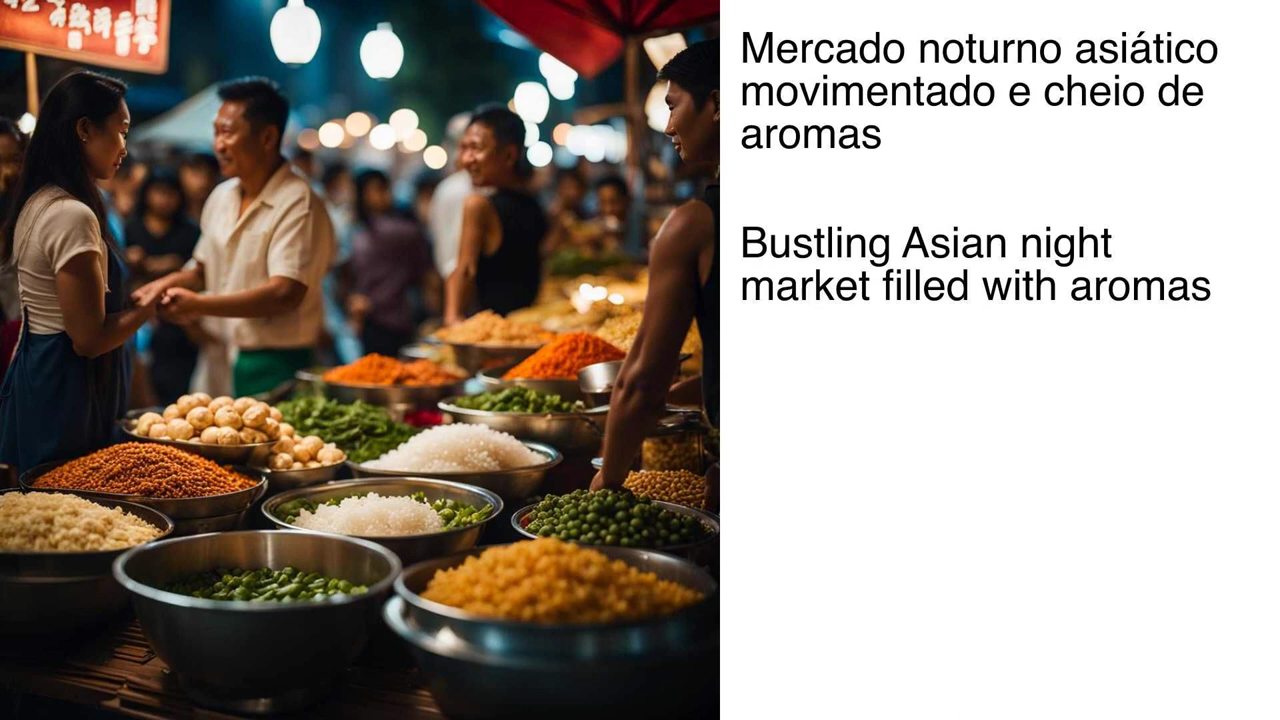 Mercado noturno asiático
movimentado e cheio de
aromas
Bustling Asian night
market filled with aromas